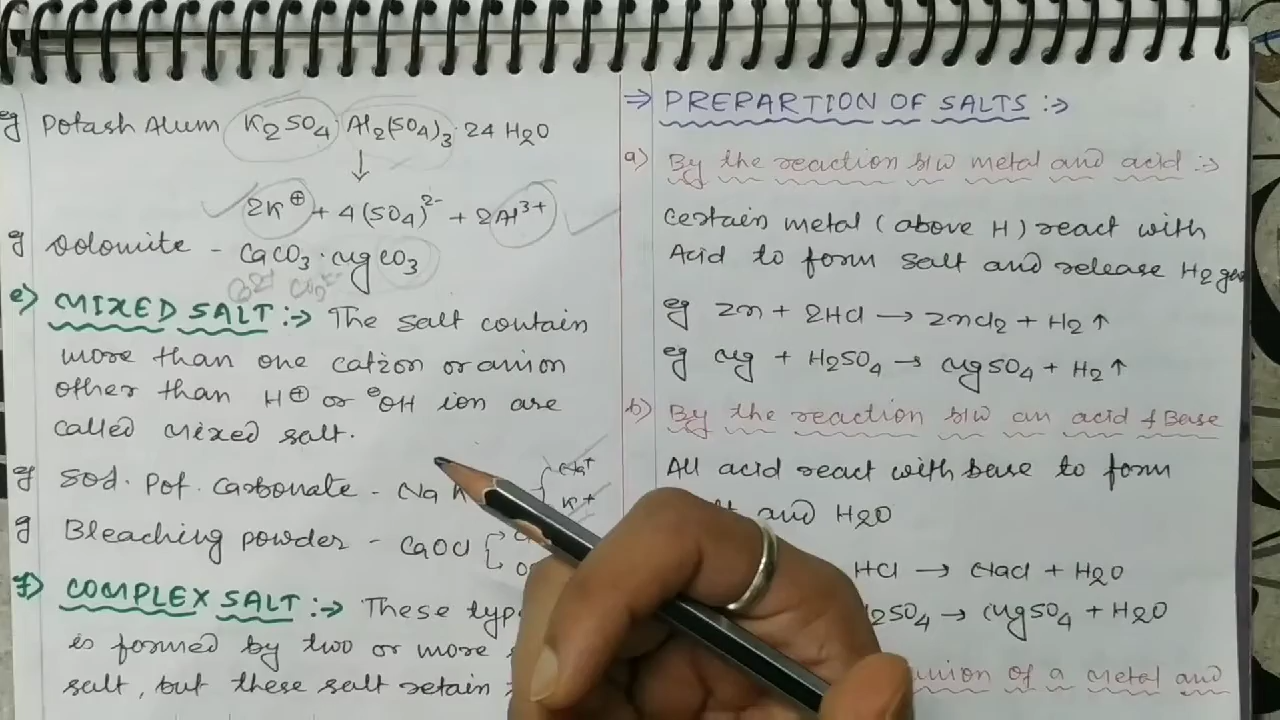 eg Potash Alum K2SO4·Al2(SO4)3·24H2O
↓
2K⊕ + 4(SO4)2- + 2Al3+
g Dolomite - CaCO3·MgCO3
e) MIXED SALT :→ The salt contain
more than one cation or anion
other than H⊕ or ⊖OH ion are
called Mixed salt.
eg Sod. Pot. Carbonate - Na K
Na+
K+
g Bleaching powder - CaOCl
f) COMPLEX SALT :→ These typ
is formed by two or more
salt, but these salt retain
⇒ PREPARTION OF SALTS :→
a) By the reaction b/w metal and acid :→
Certain metal (above H) react with
Acid to form salt and release H2 gas
eg Zn + 2HCl → ZnCl2 + H2↑
eg Mg + H2SO4 → MgSO4 + H2↑
b) By the reaction b/w an acid & Base
All acid react with base to form
and H2O
HCl → NaCl + H2O
2SO4 → MgSO4 + H2O
union of a metal and